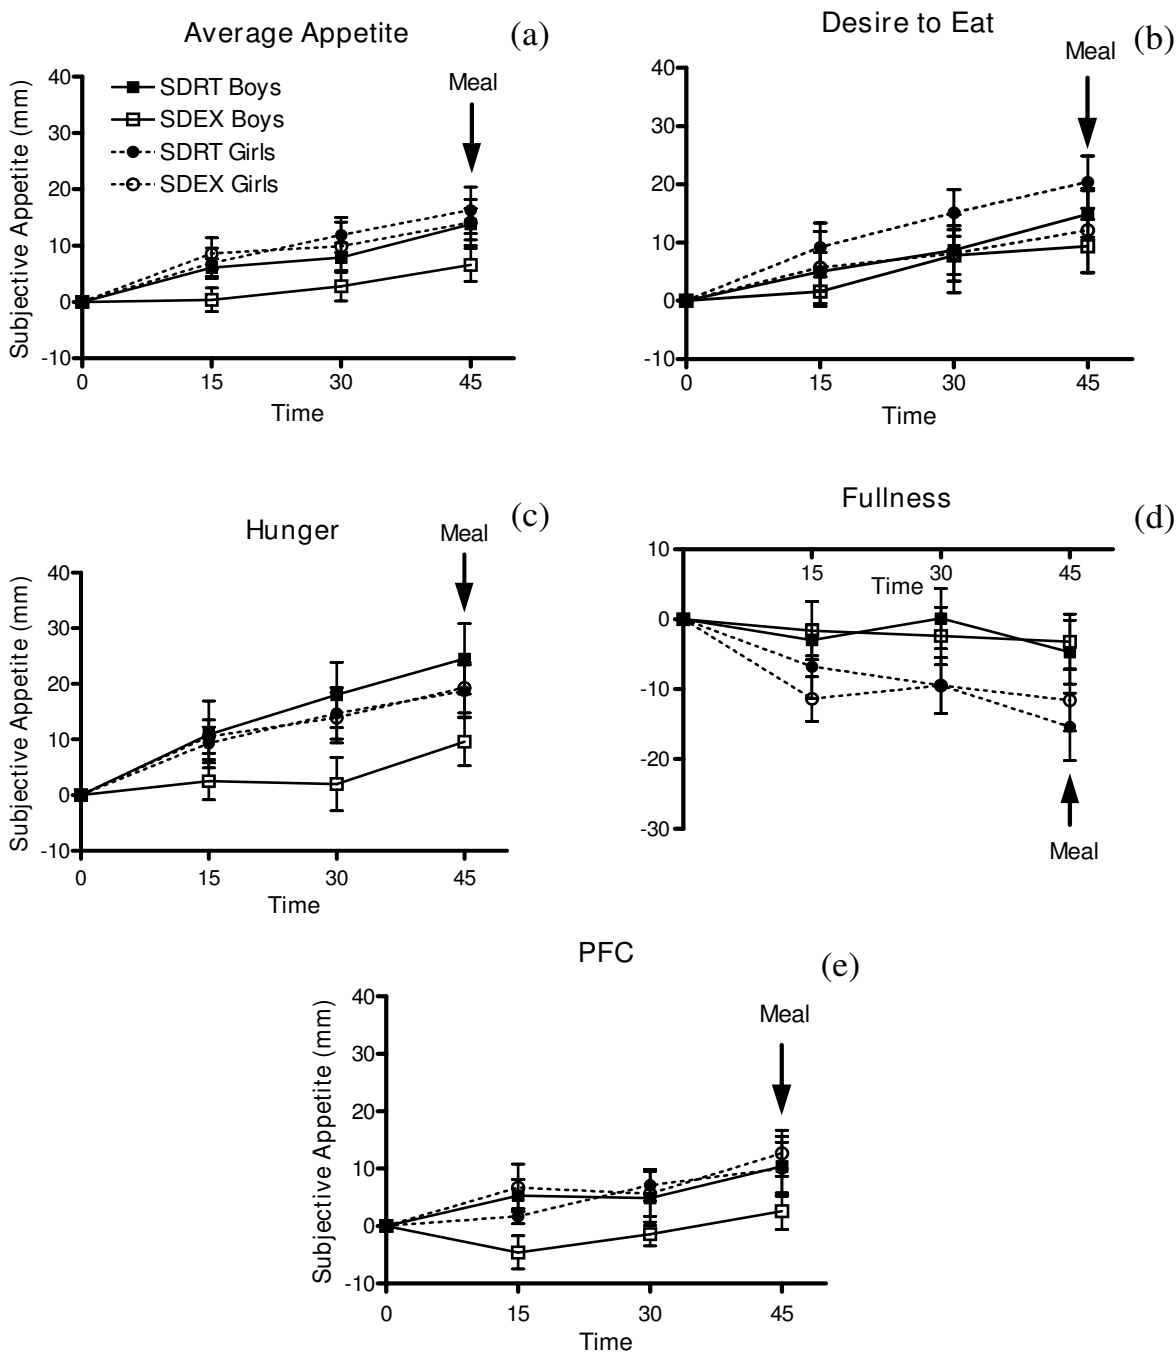 Average Appetite
(a)
Subjective Appetite (mm)
40
30
20
10
0
-10
SDRT Boys
SDEX Boys
SDRT Girls
SDEX Girls
Meal
0 15 30 45
Time
Desire to Eat
(b)
Meal
40
30
20
10
0
-10
0 15 30 45
Time
Hunger
(c)
Meal
Subjective Appetite (mm)
40
30
20
10
0
-10
0 15 30 45
Time
Fullness
(d)
10
0
-10
-20
-30
15 30 45
Time
Meal
PFC
(e)
Meal
Subjective Appetite (mm)
40
30
20
10
0
-10
0 15 30 45
Time